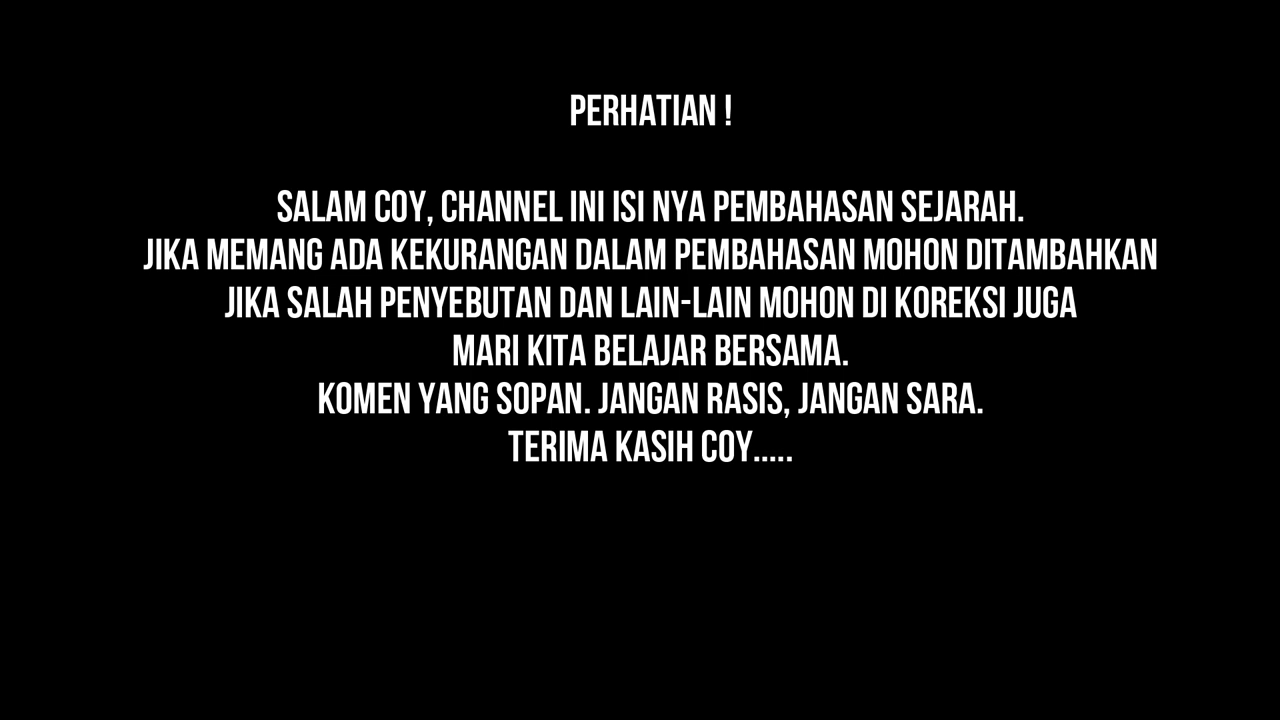 PERHATIAN !
SALAM COY, CHANNEL INI ISI NYA PEMBAHASAN SEJARAH.
JIKA MEMANG ADA KEKURANGAN DALAM PEMBAHASAN MOHON DITAMBAHKAN
JIKA SALAH PENYEBUTAN DAN LAIN-LAIN MOHON DI KOREKSI JUGA
MARI KITA BELAJAR BERSAMA.
KOMEN YANG SOPAN. JANGAN RASIS, JANGAN SARA.
TERIMA KASIH COY.....